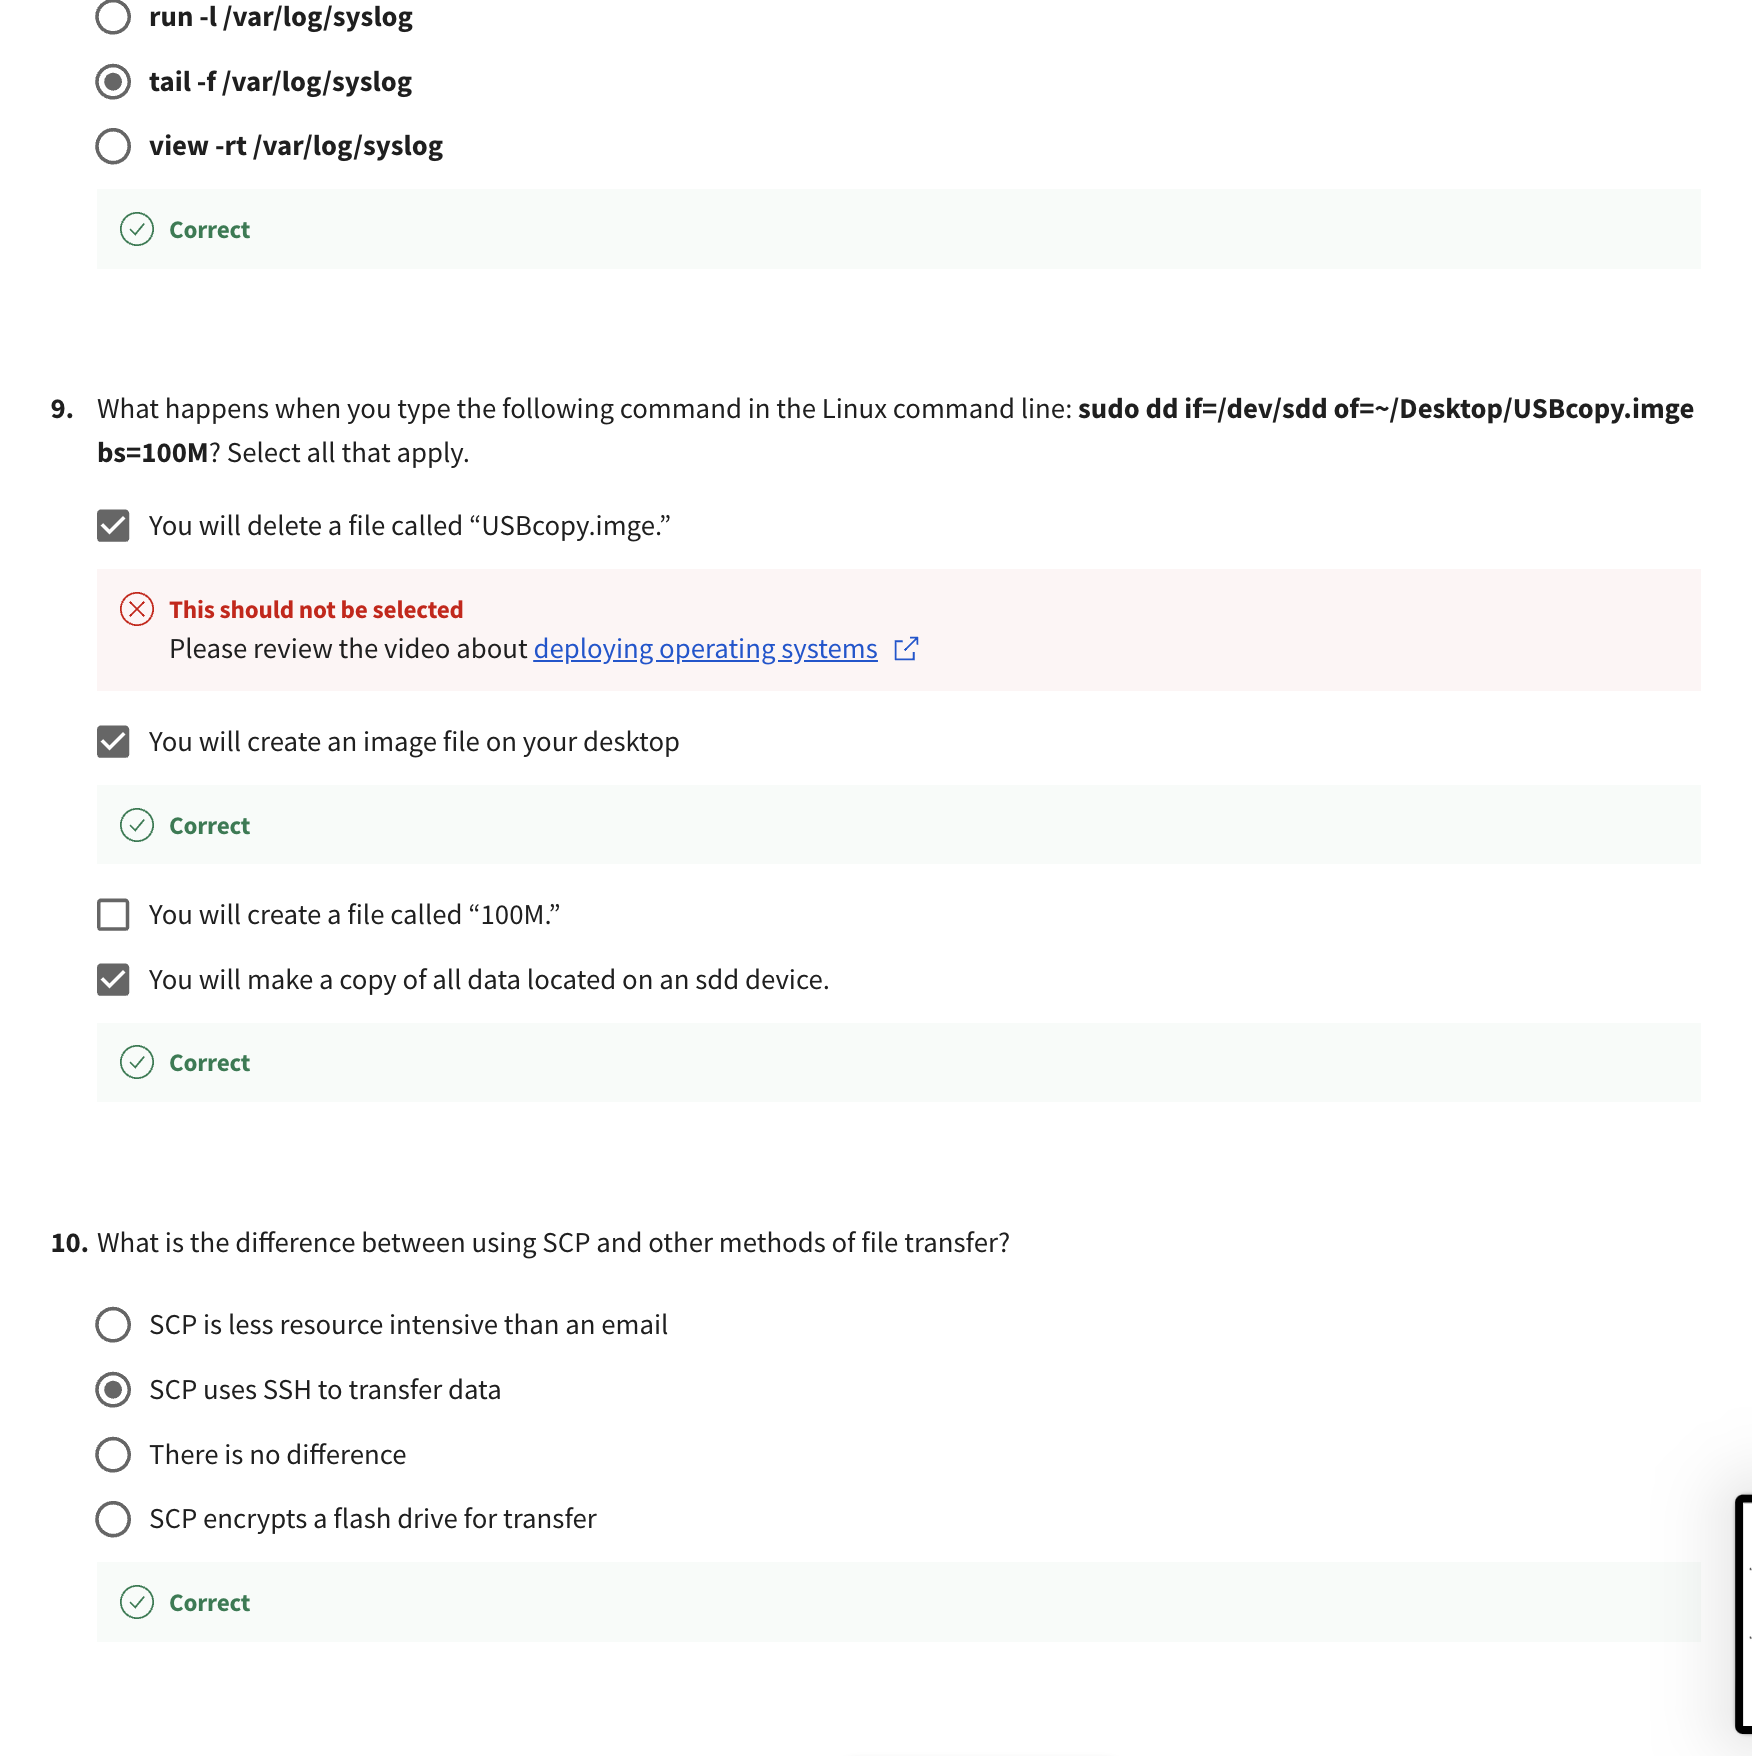 run -l /var/log/syslog
tail -f /var/log/syslog
view -rt /var/log/syslog
Correct
9. What happens when you type the following command in the Linux command line: sudo dd if=/dev/sdd of=~/Desktop/USBcopy.imge
bs=100M? Select all that apply.
You will delete a file called “USBcopy.imge.”
This should not be selected
Please review the video about deploying operating systems
You will create an image file on your desktop
Correct
You will create a file called “100M.”
You will make a copy of all data located on an sdd device.
Correct
10. What is the difference between using SCP and other methods of file transfer?
SCP is less resource intensive than an email
SCP uses SSH to transfer data
There is no difference
SCP encrypts a flash drive for transfer
Correct